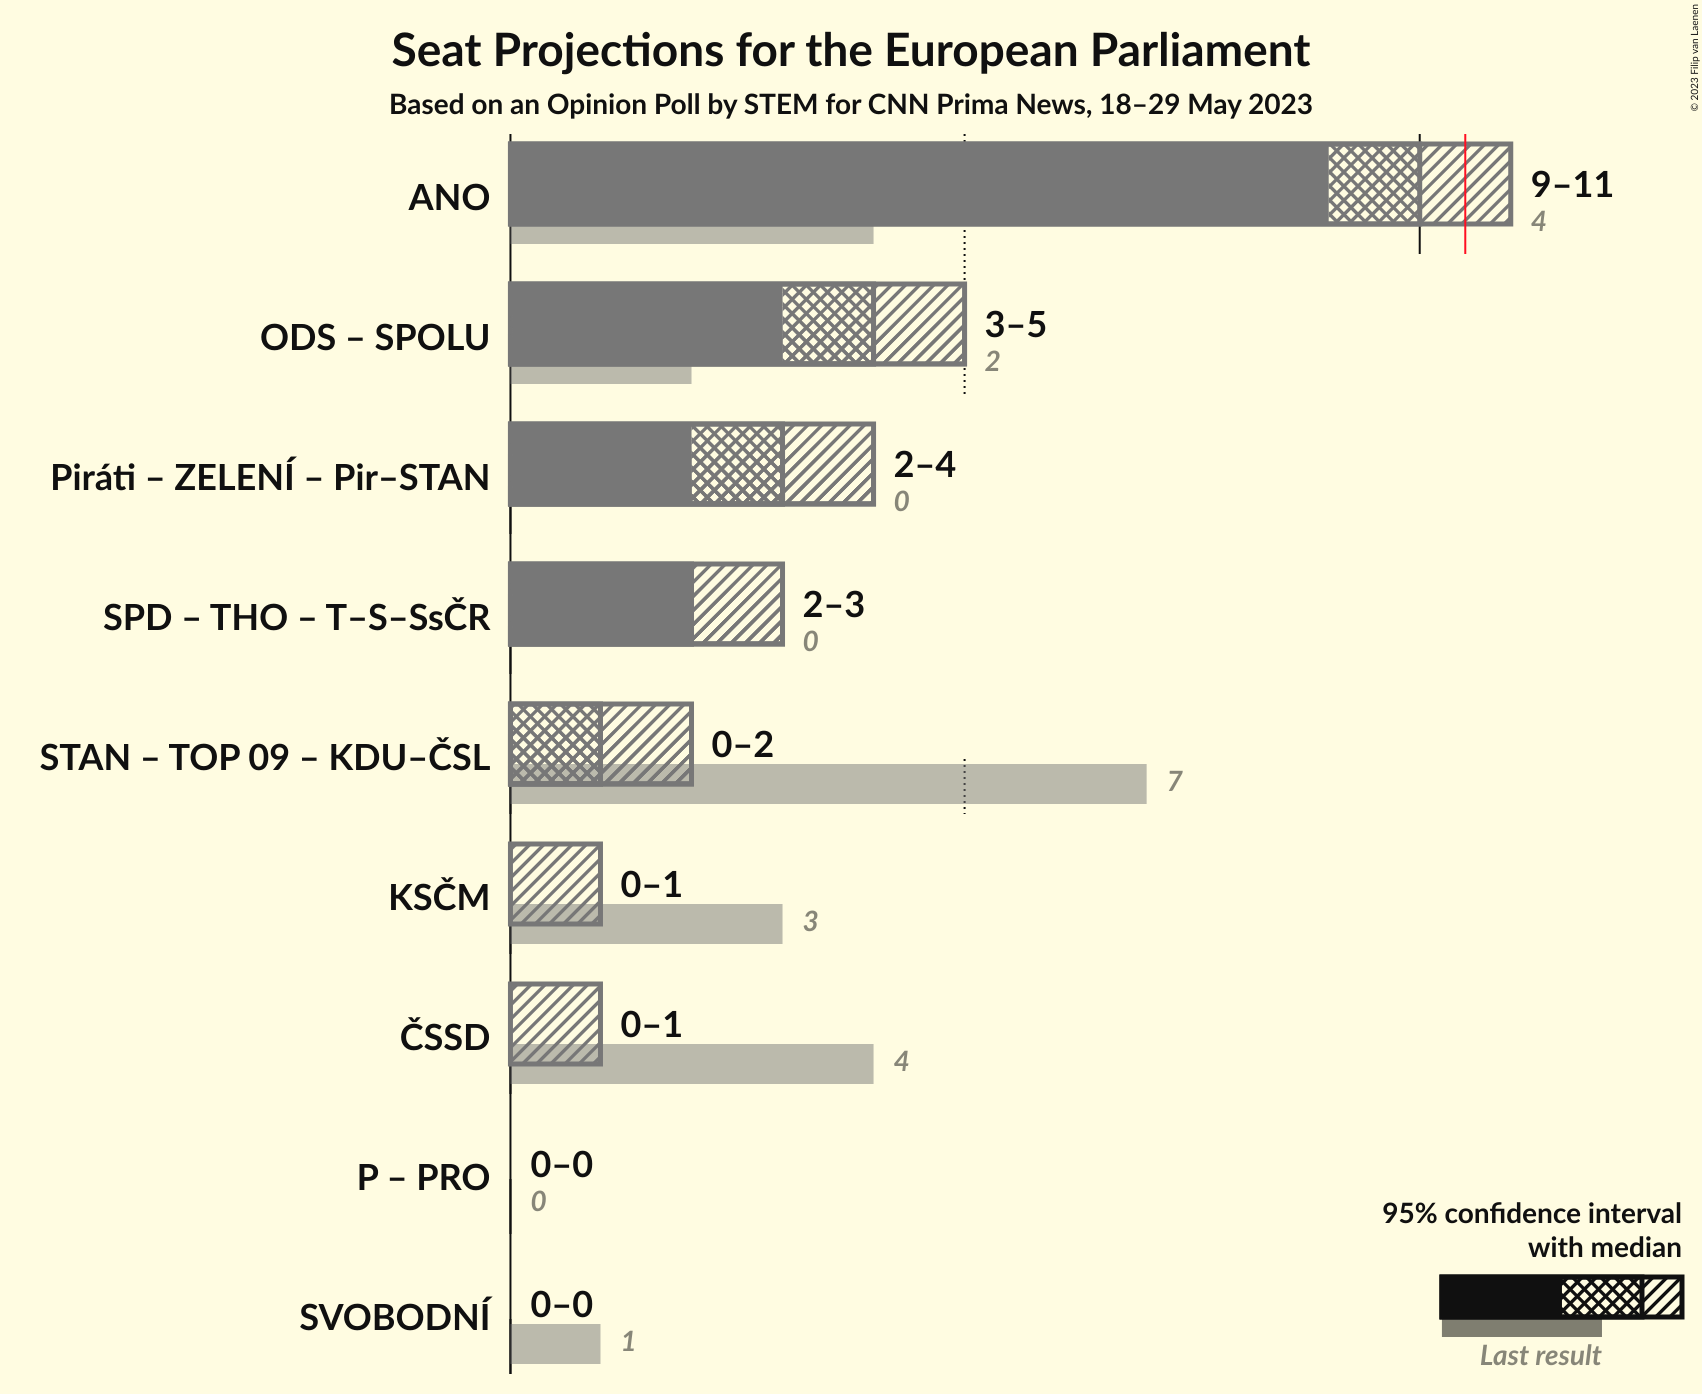 Seat Projections for the European Parliament
Based on an Opinion Poll by STEM for CNN Prima News, 18–29 May 2023
© 2023 Filip van Laenen
ANO
9–11
4
ODS – SPOLU
3–5
2
Piráti – ZELENÍ – Pir–STAN
2–4
0
SPD – THO – T–S–SsČR
2–3
0
STAN – TOP 09 – KDU–ČSL
0–2
7
KSČM
0–1
3
ČSSD
0–1
4
P – PRO
0–0
0
SVOBODNÍ
0–0
1
95% confidence interval
with median
Last result